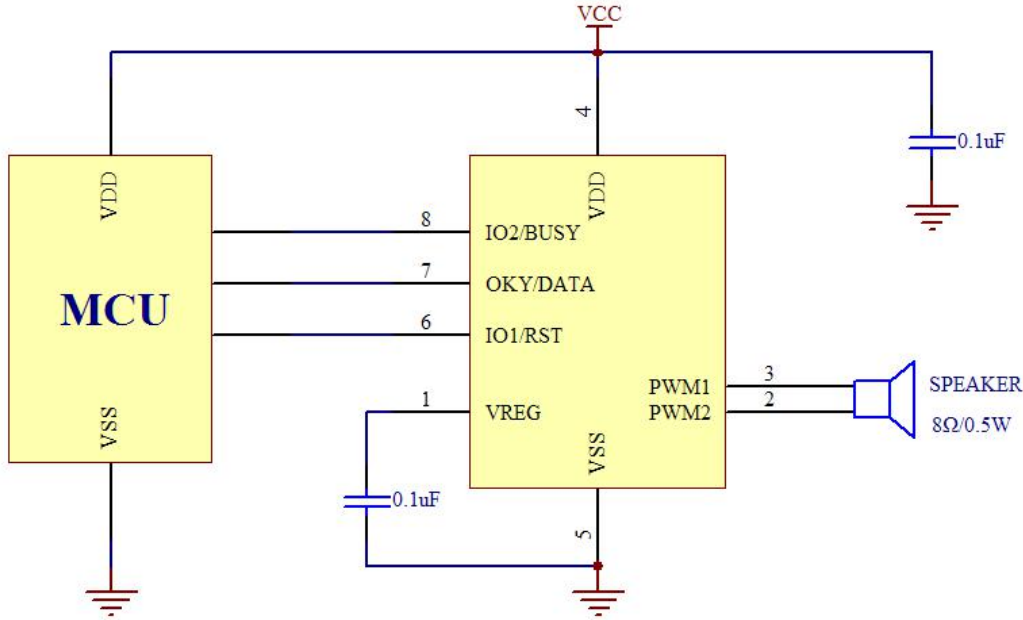 VCC
4
0.1uF
VDD
VDD
8
IO2/BUSY
7
OKY/DATA
MCU
6
IO1/RST
PWM1
3
SPEAKER
1
VREG
PWM2
2
8Ω/0.5W
VSS
VSS
0.1uF
5